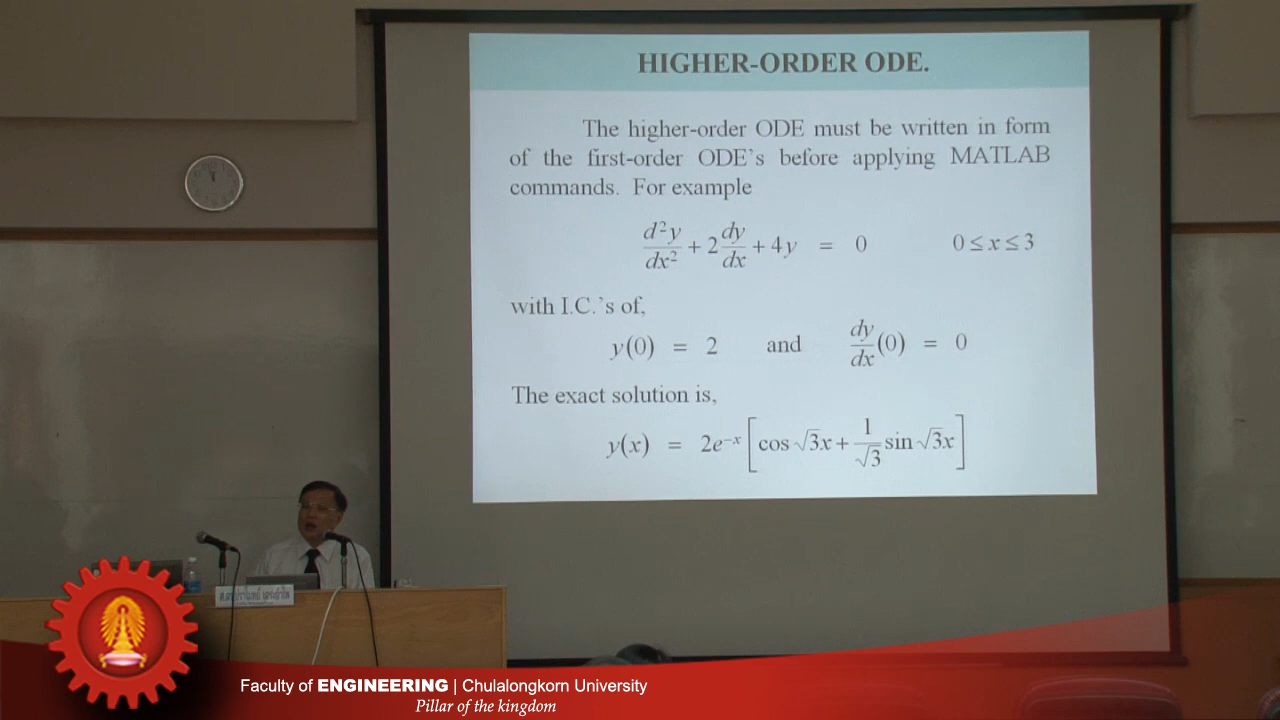 HIGHER-ORDER ODE.
The higher-order ODE must be written in form
of the first-order ODE's before applying MATLAB
commands. For example
d²y/dx² + 2 dy/dx + 4y = 0 0 ≤ x ≤ 3
with I.C.'s of,
y(0) = 2 and dy/dx (0) = 0
The exact solution is,
y(x) = 2e⁻ˣ [cos √3x + 1/√3 sin √3x]
Faculty of ENGINEERING | Chulalongkorn University
Pillar of the kingdom